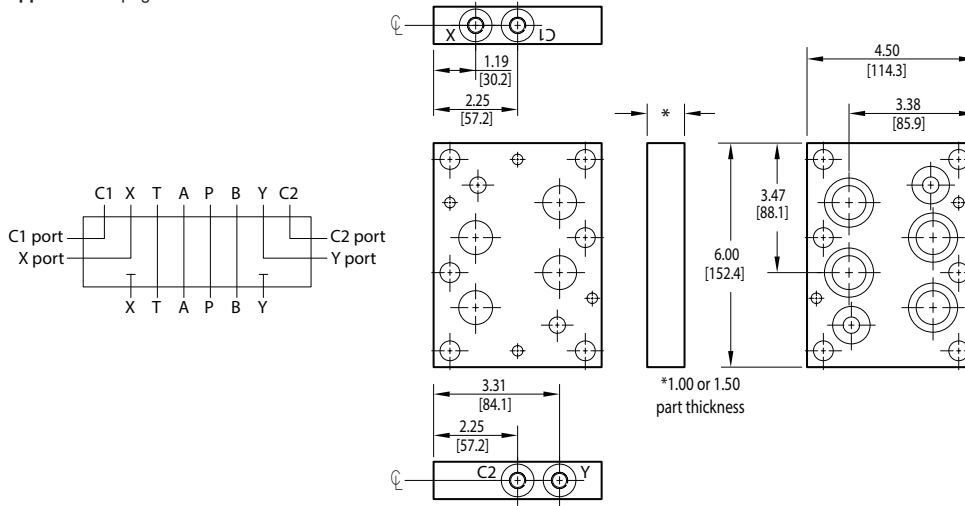 X C1
1.19
[30.2]
2.25
[57.2]
4.50
[114.3]
3.38
[85.9]
*
3.47
[88.1]
6.00
[152.4]
C1 X T A P B Y C2
C1 port
X port
C2 port
Y port
X T A P B Y
*1.00 or 1.50
part thickness
3.31
[84.1]
2.25
[57.2]
C2 Y